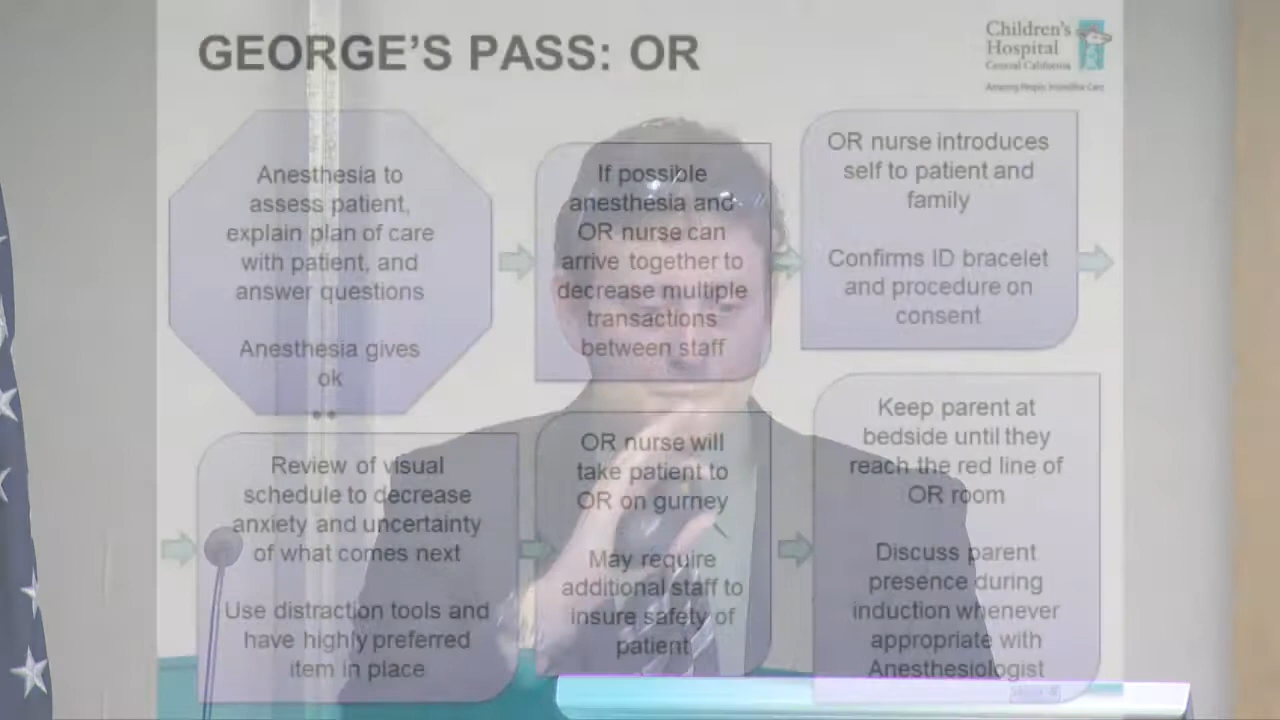 GEORGE'S PASS: OR
Children's
Hospital
Central California
Amazing People. Incredible Care.
Anesthesia to
assess patient,
explain plan of care
with patient, and
answer questions
Anesthesia gives
ok
If possible
anesthesia and
OR nurse can
arrive together to
decrease multiple
transactions
between staff
OR nurse introduces
self to patient and
family
Confirms ID bracelet
and procedure on
consent
Review of visual
schedule to decrease
anxiety and uncertainty
of what comes next
Use distraction tools and
have highly preferred
item in place
OR nurse will
take patient to
OR on gurney
May require
additional staff to
insure safety of
patient
Keep parent at
bedside until they
reach the red line of
OR room
Discuss parent
presence during
induction whenever
appropriate with
Anesthesiologist